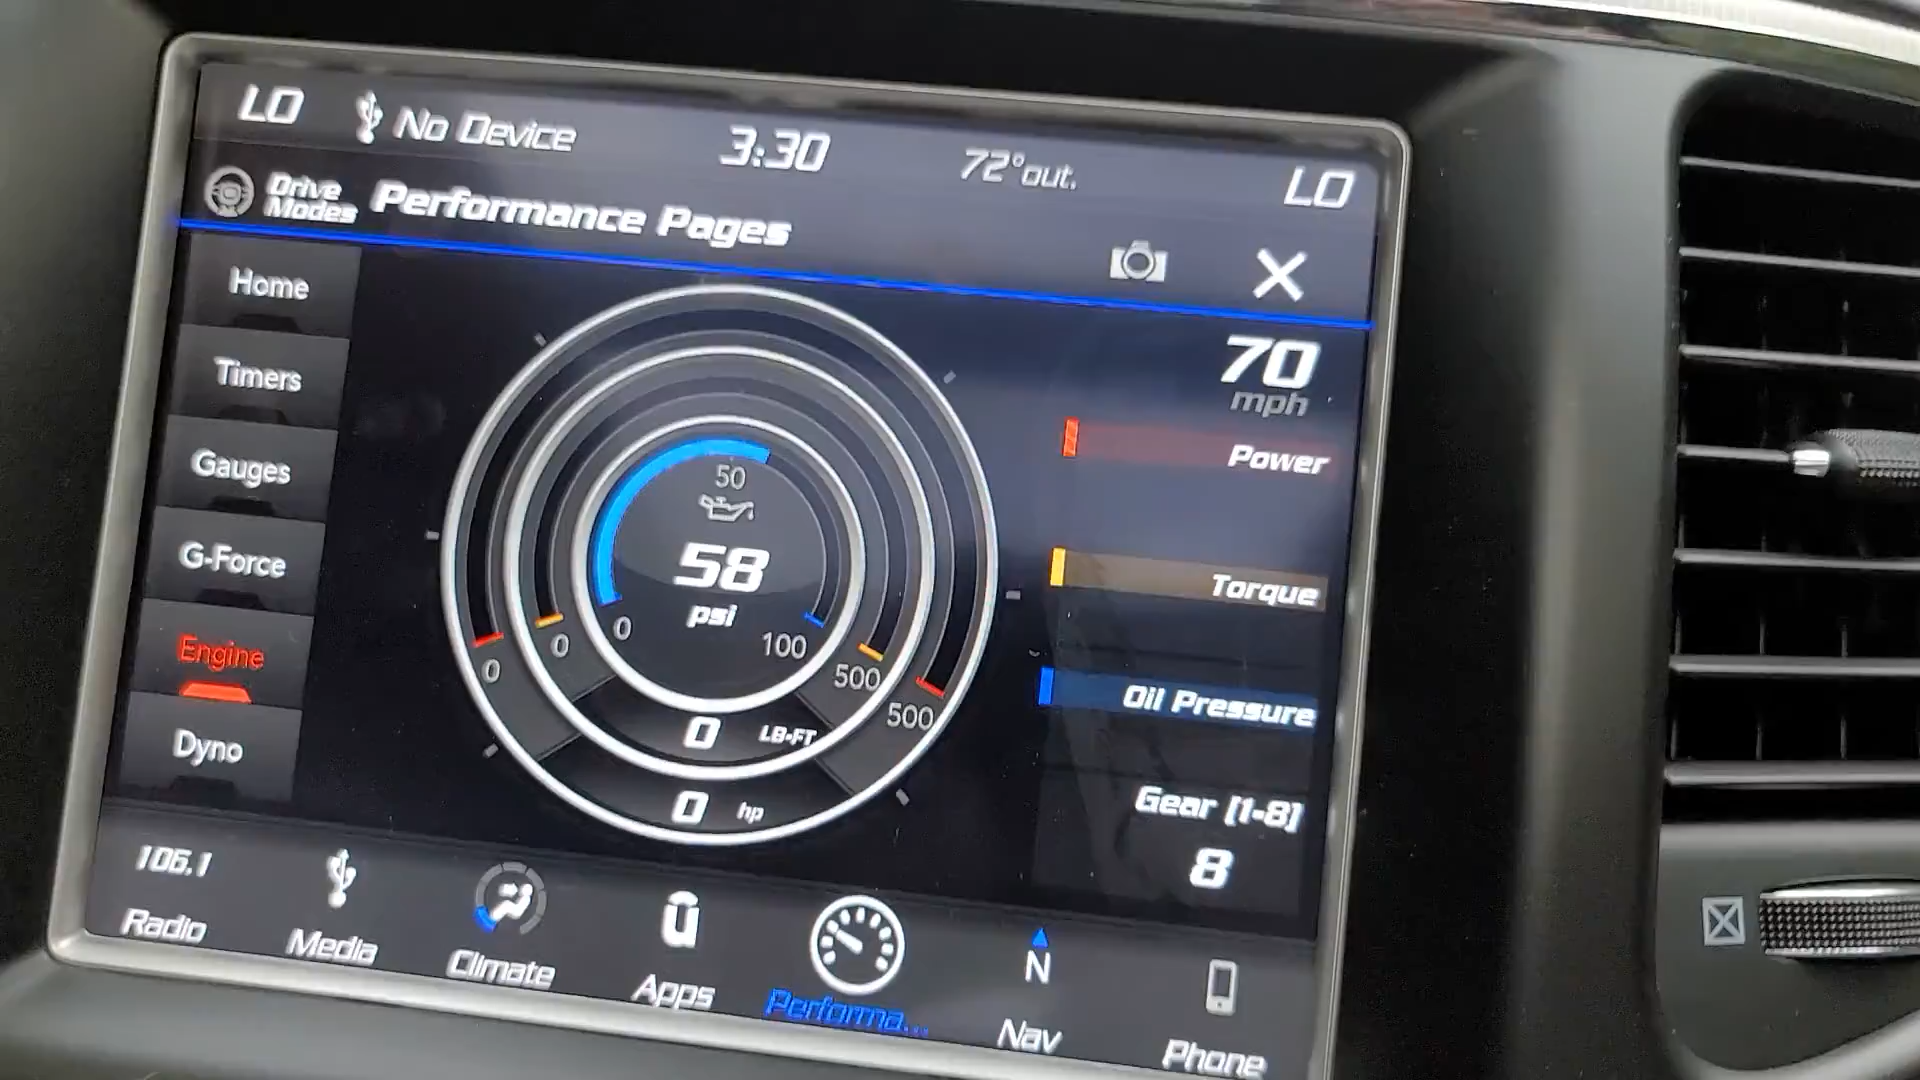 LO No Device 3:30 72°out. LO
Drive Modes
Performance Pages
Home
Timers
Gauges
G-Force
Engine
Dyno
50
58
psi
0
100
0
500
0
500
0 LB-FT
0 hp
70
mph
Power
Torque
Oil Pressure
Gear [1-8]
8
106.1
Radio
Media
Climate
Apps
Performa...
N
Nav
Phone